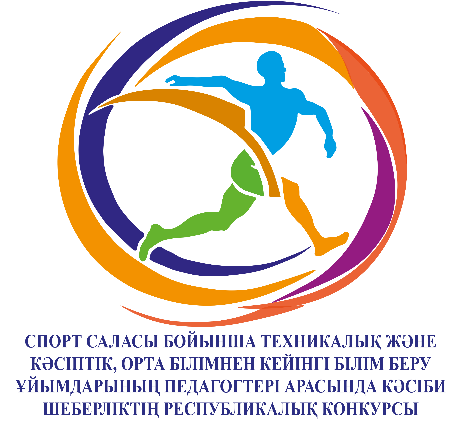 СПОРТ САЛАСЫ БОЙЫНША ТЕХНИКАЛЫҚ ЖӘНЕ
КӘСІПТІК, ОРТА БІЛІМНЕН КЕЙІНГІ БІЛІМ БЕРУ
ҰЙЫМДАРЫНЫҢ ПЕДАГОГТЕРІ АРАСЫНДА КӘСІБИ
ШЕБЕРЛІКТІҢ РЕСПУБЛИКАЛЫҚ КОНКУРСЫ